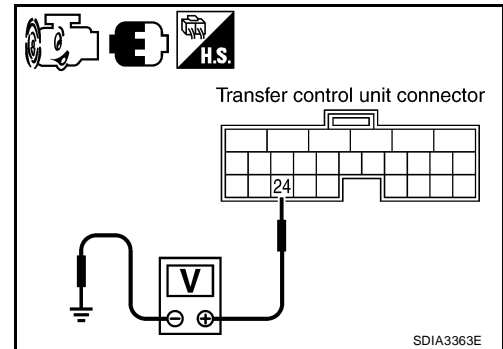 H.S.
Transfer control unit connector
24
V
SDIA3363E